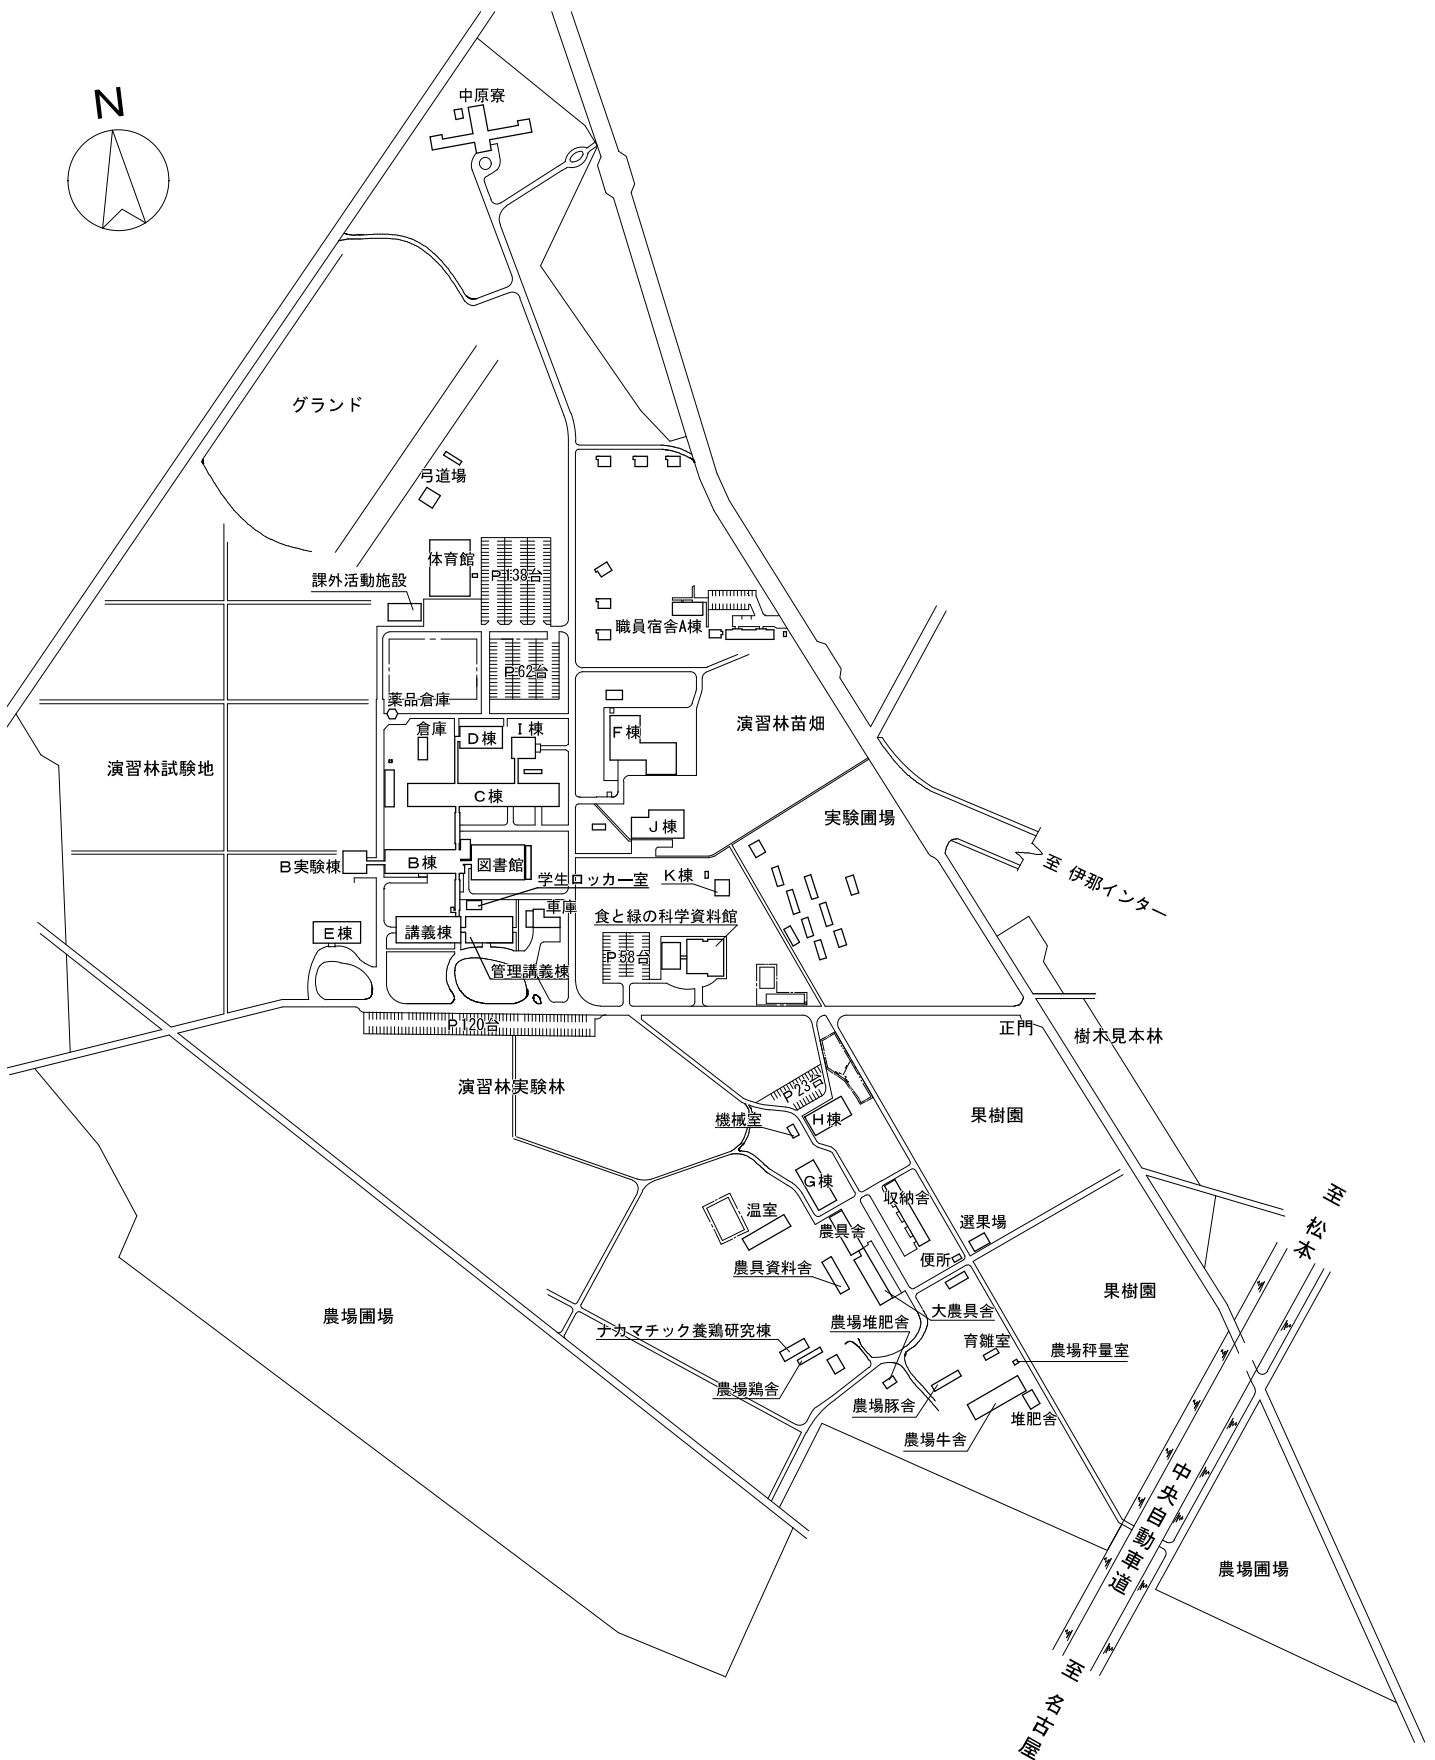 N
中原寮
グランド
弓道場
体育館
P 138台
課外活動施設
職員宿舎A棟
P 62台
薬品倉庫
倉庫
D棟
I棟
F棟
演習林苗畑
演習林試験地
C棟
J棟
実験圃場
B実験棟
B棟
図書館
学生ロッカー室
K棟
至 伊那インター
車庫
食と緑の科学資料館
E棟
講義棟
管理講義棟
P 58台
P 120台
正門
樹木見本林
演習林実験林
P 23台
機械室
H棟
果樹園
G棟
収納舎
温室
農具舎
選果場
便所
農具資料舎
大農具舎
果樹園
農場圃場
ナカマチック養鶏研究棟
農場堆肥舎
育雛室
農場秤量室
農場鶏舎
農場豚舎
堆肥舎
農場牛舎
至 松本
中央自動車道
農場圃場
至 名古屋